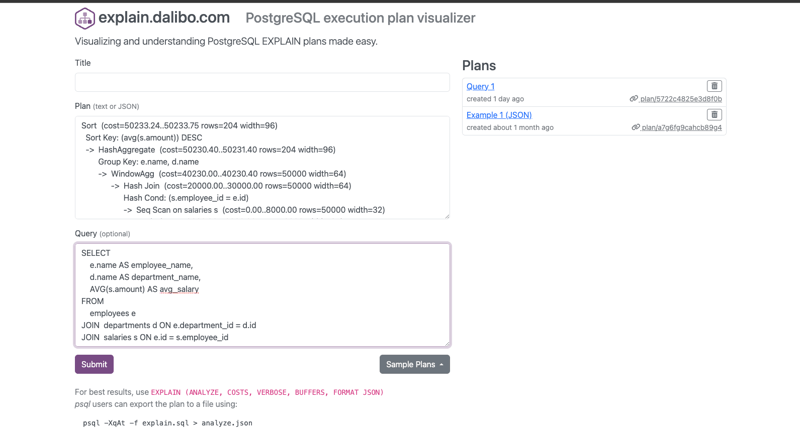 explain.dalibo.com PostgreSQL execution plan visualizer
Visualizing and understanding PostgreSQL EXPLAIN plans made easy.
Title
Plan (text or JSON)
Sort (cost=50233.24..50233.75 rows=204 width=96)
Sort Key: (avg(s.amount)) DESC
-> HashAggregate (cost=50230.40..50231.40 rows=204 width=96)
Group Key: e.name, d.name
-> WindowAgg (cost=40230.00..40230.40 rows=50000 width=64)
-> Hash Join (cost=20000.00..30000.00 rows=50000 width=64)
Hash Cond: (s.employee_id = e.id)
-> Seq Scan on salaries s (cost=0.00..8000.00 rows=50000 width=32)
Query (optional)
SELECT
e.name AS employee_name,
d.name AS department_name,
AVG(s.amount) AS avg_salary
FROM
employees e
JOIN departments d ON e.department_id = d.id
JOIN salaries s ON e.id = s.employee_id
Submit
Sample Plans
For best results, use EXPLAIN (ANALYZE, COSTS, VERBOSE, BUFFERS, FORMAT JSON)
psql users can export the plan to a file using:
psql -XqAt -f explain.sql > analyze.json
Plans
Query 1
created 1 day ago plan/5722c4825e3d8f0b
Example 1 (JSON)
created about 1 month ago plan/a7g6fg9cahcb89g4